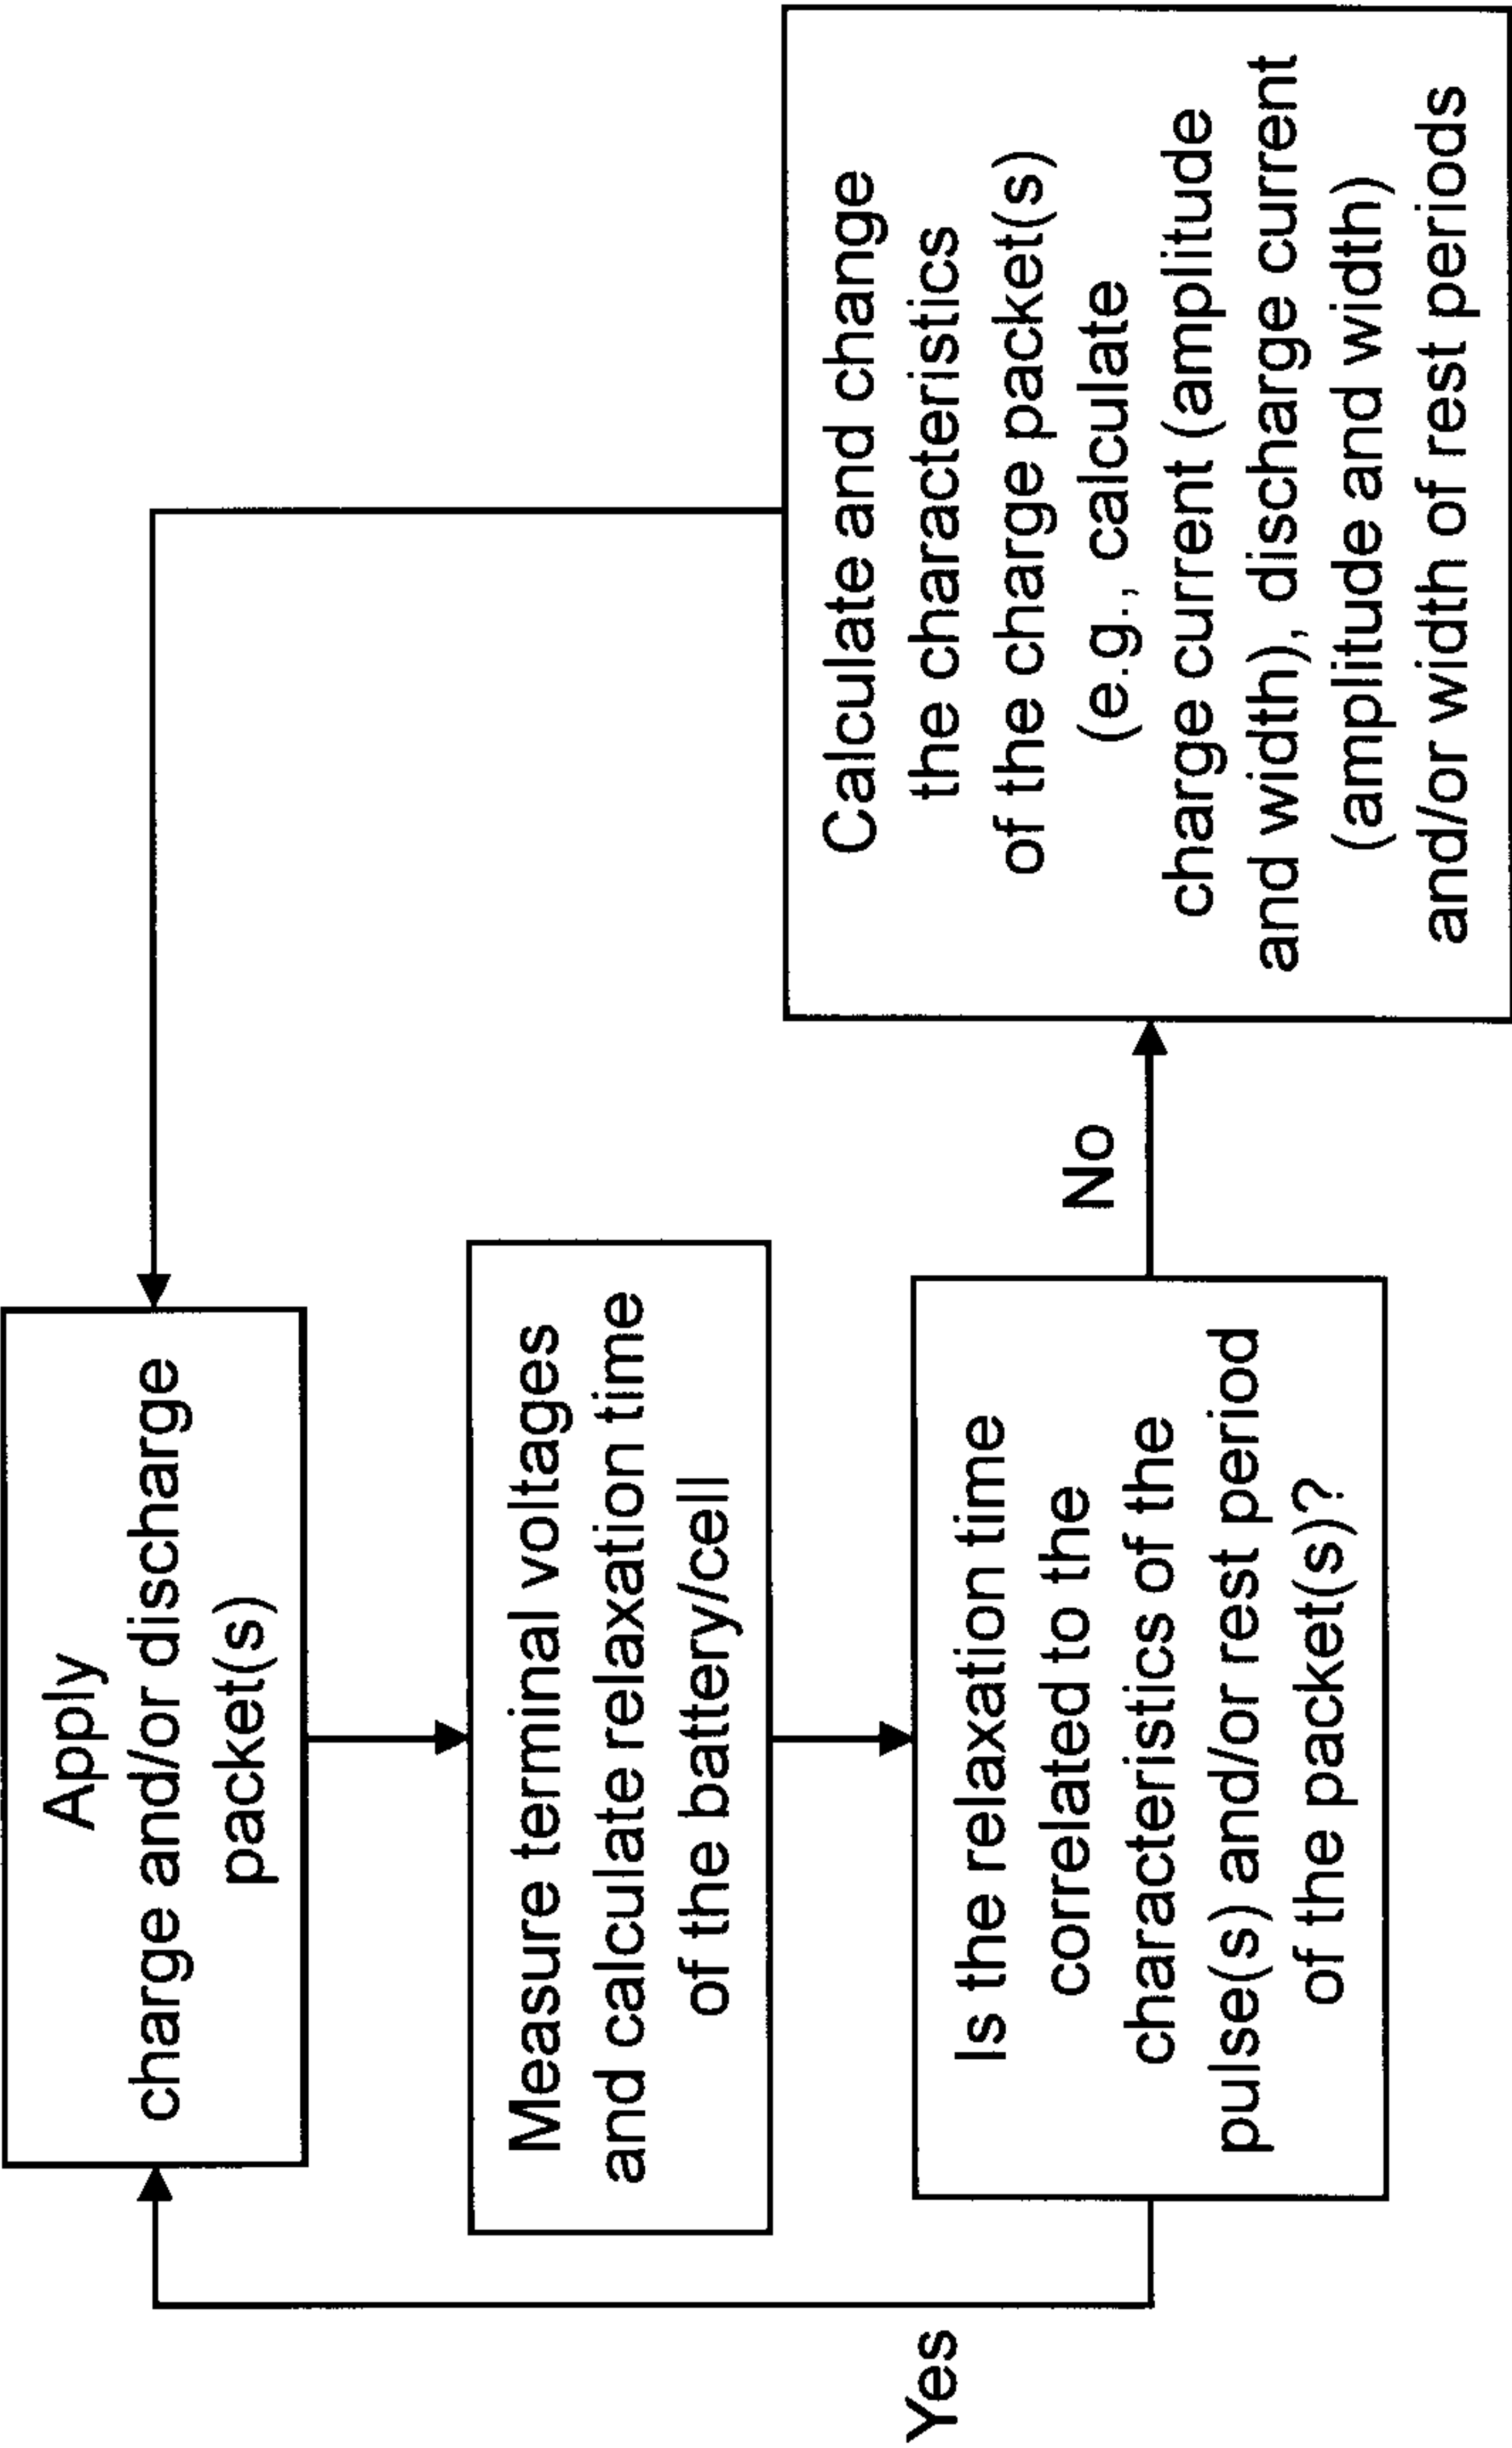 Apply
charge and/or discharge
packet(s)
Measure terminal voltages
and calculate relaxation time
of the battery/cell
Is the relaxation time
correlated to the
characteristics of the
pulse(s) and/or rest period
of the packet(s)?
Yes
No
Calculate and change
the characteristics
of the charge packet(s)
(e.g., calculate
charge current (amplitude
and width), discharge current
(amplitude and width)
and/or width of rest periods